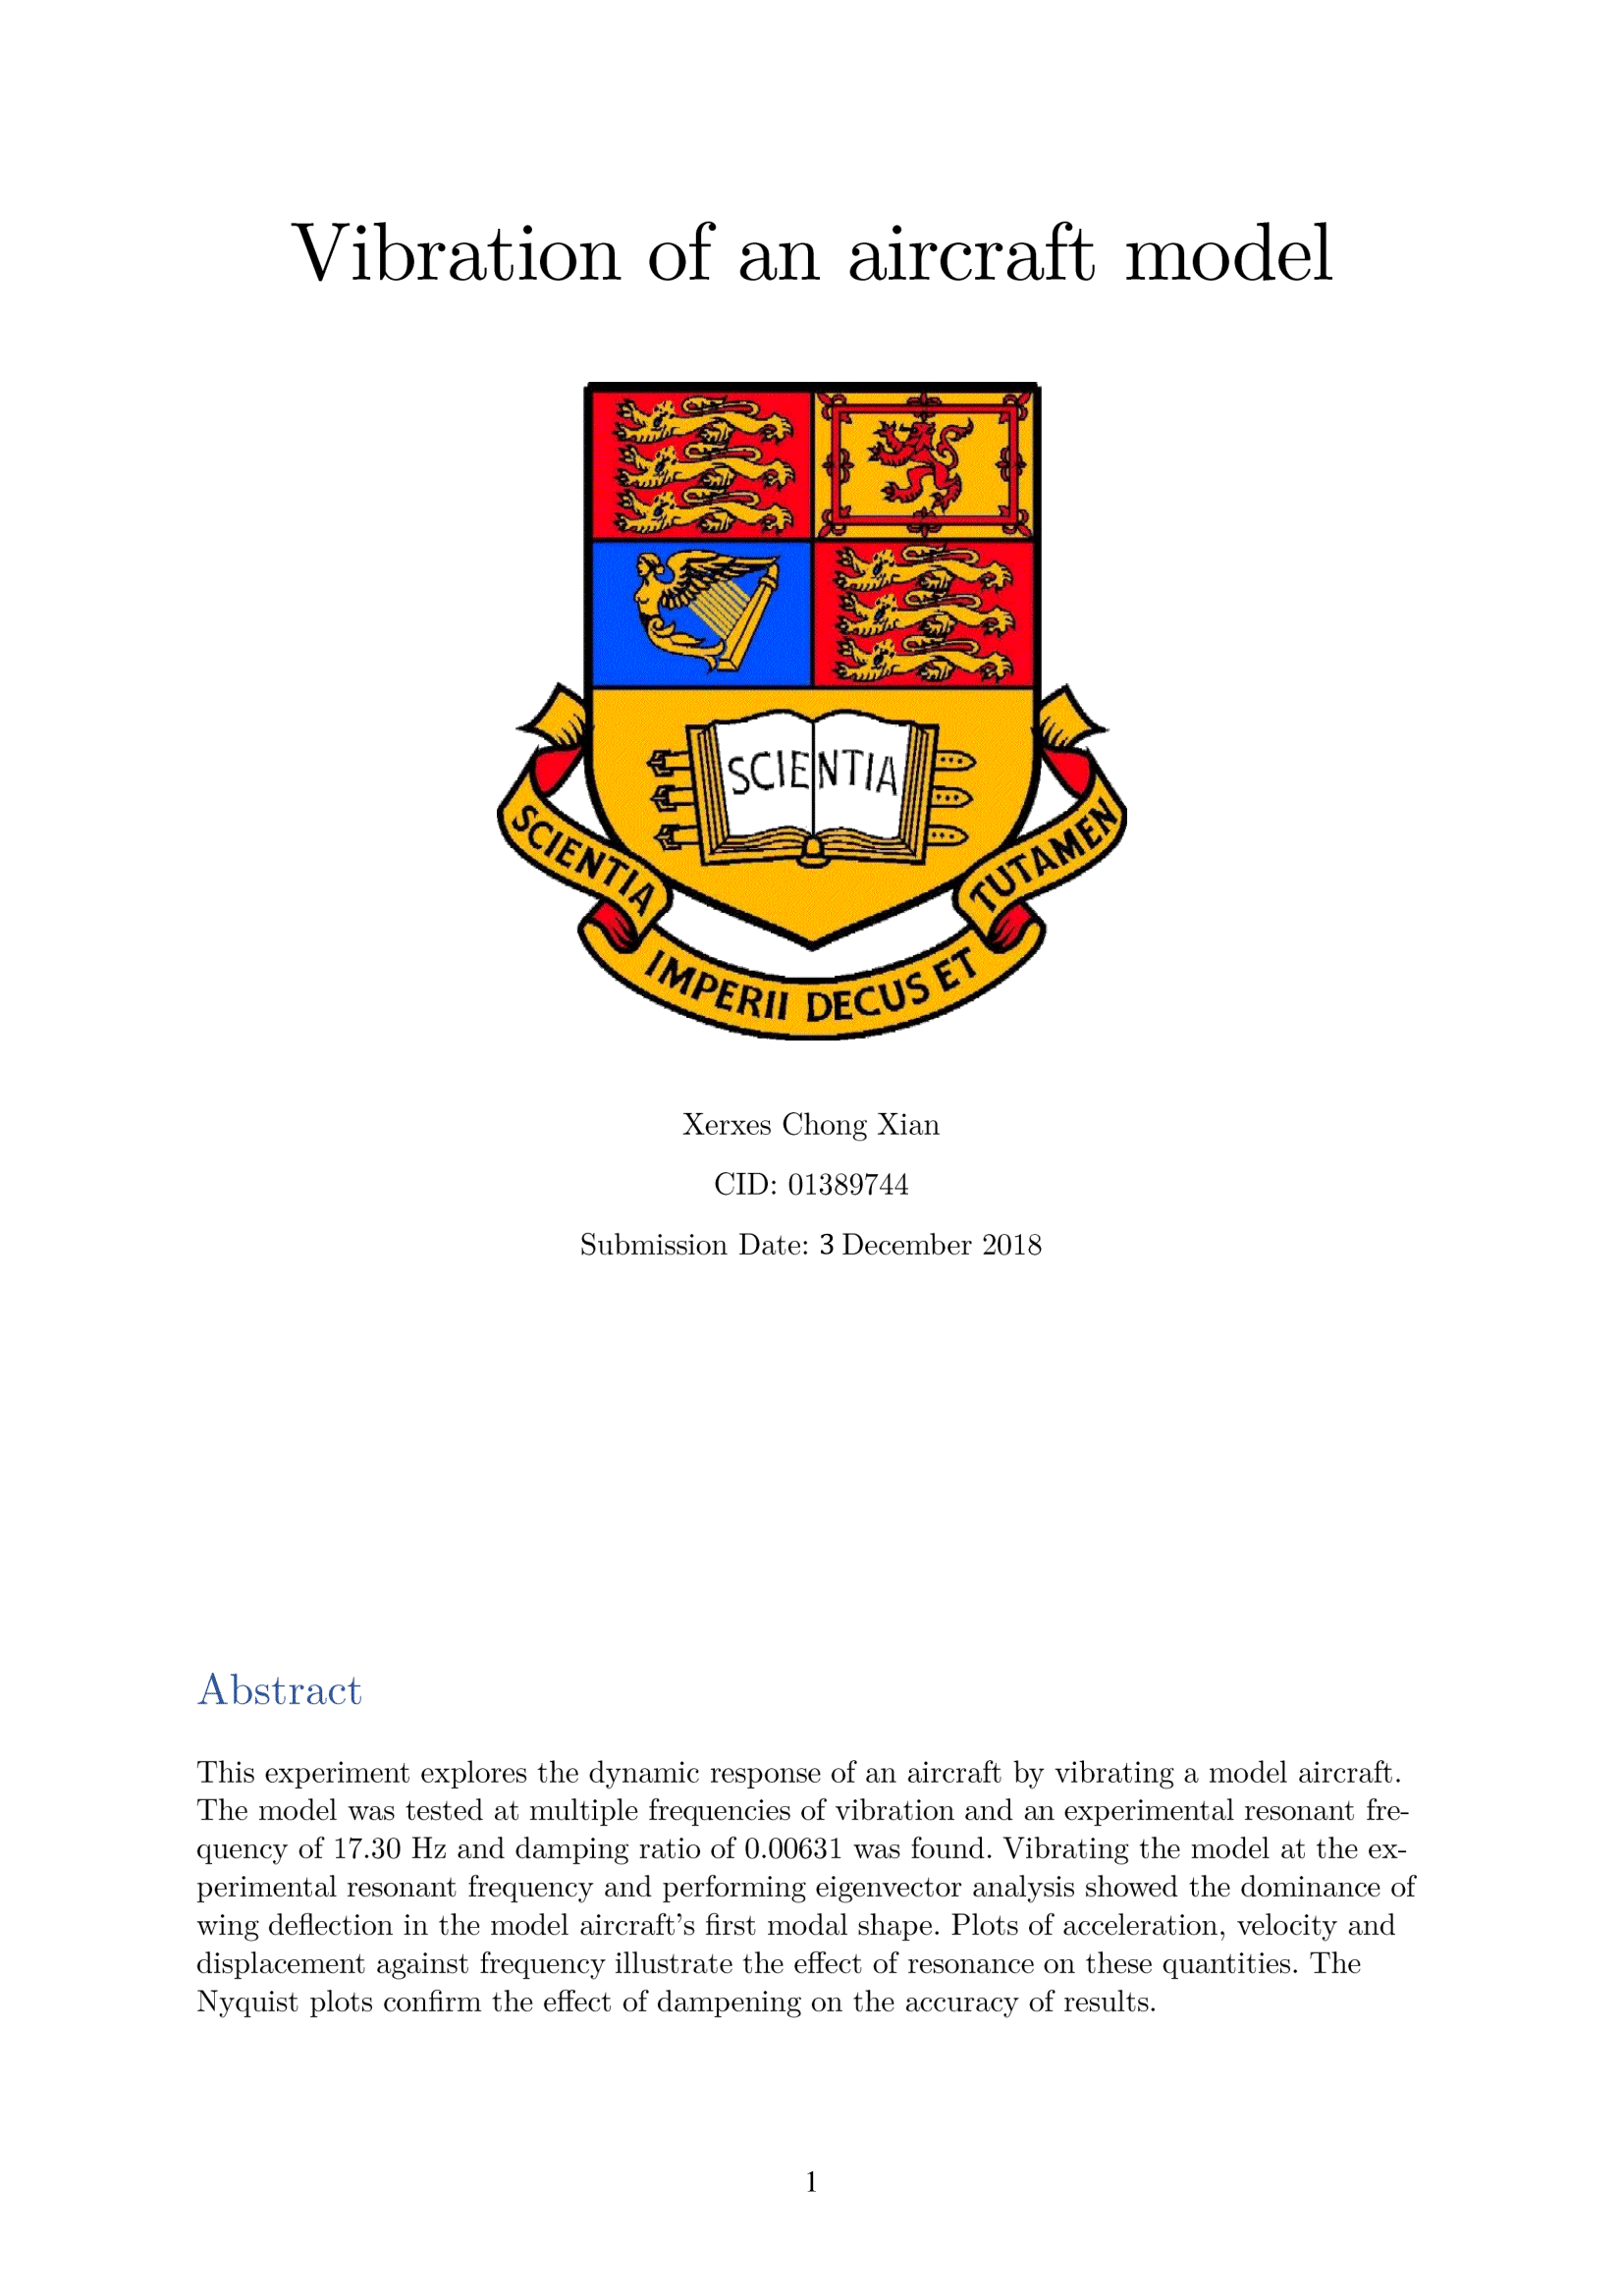 Vibration of an aircraft model
SCIENTIA
SCIENTIA
IMPERII DECUS ET
TUTAMEN
Xerxes Chong Xian
CID: 01389744
Submission Date: 3 December 2018
Abstract
This experiment explores the dynamic response of an aircraft by vibrating a model aircraft.
The model was tested at multiple frequencies of vibration and an experimental resonant fre-
quency of 17.30 Hz and damping ratio of 0.00631 was found. Vibrating the model at the ex-
perimental resonant frequency and performing eigenvector analysis showed the dominance of
wing deflection in the model aircraft's first modal shape. Plots of acceleration, velocity and
displacement against frequency illustrate the effect of resonance on these quantities. The
Nyquist plots confirm the effect of dampening on the accuracy of results.
1